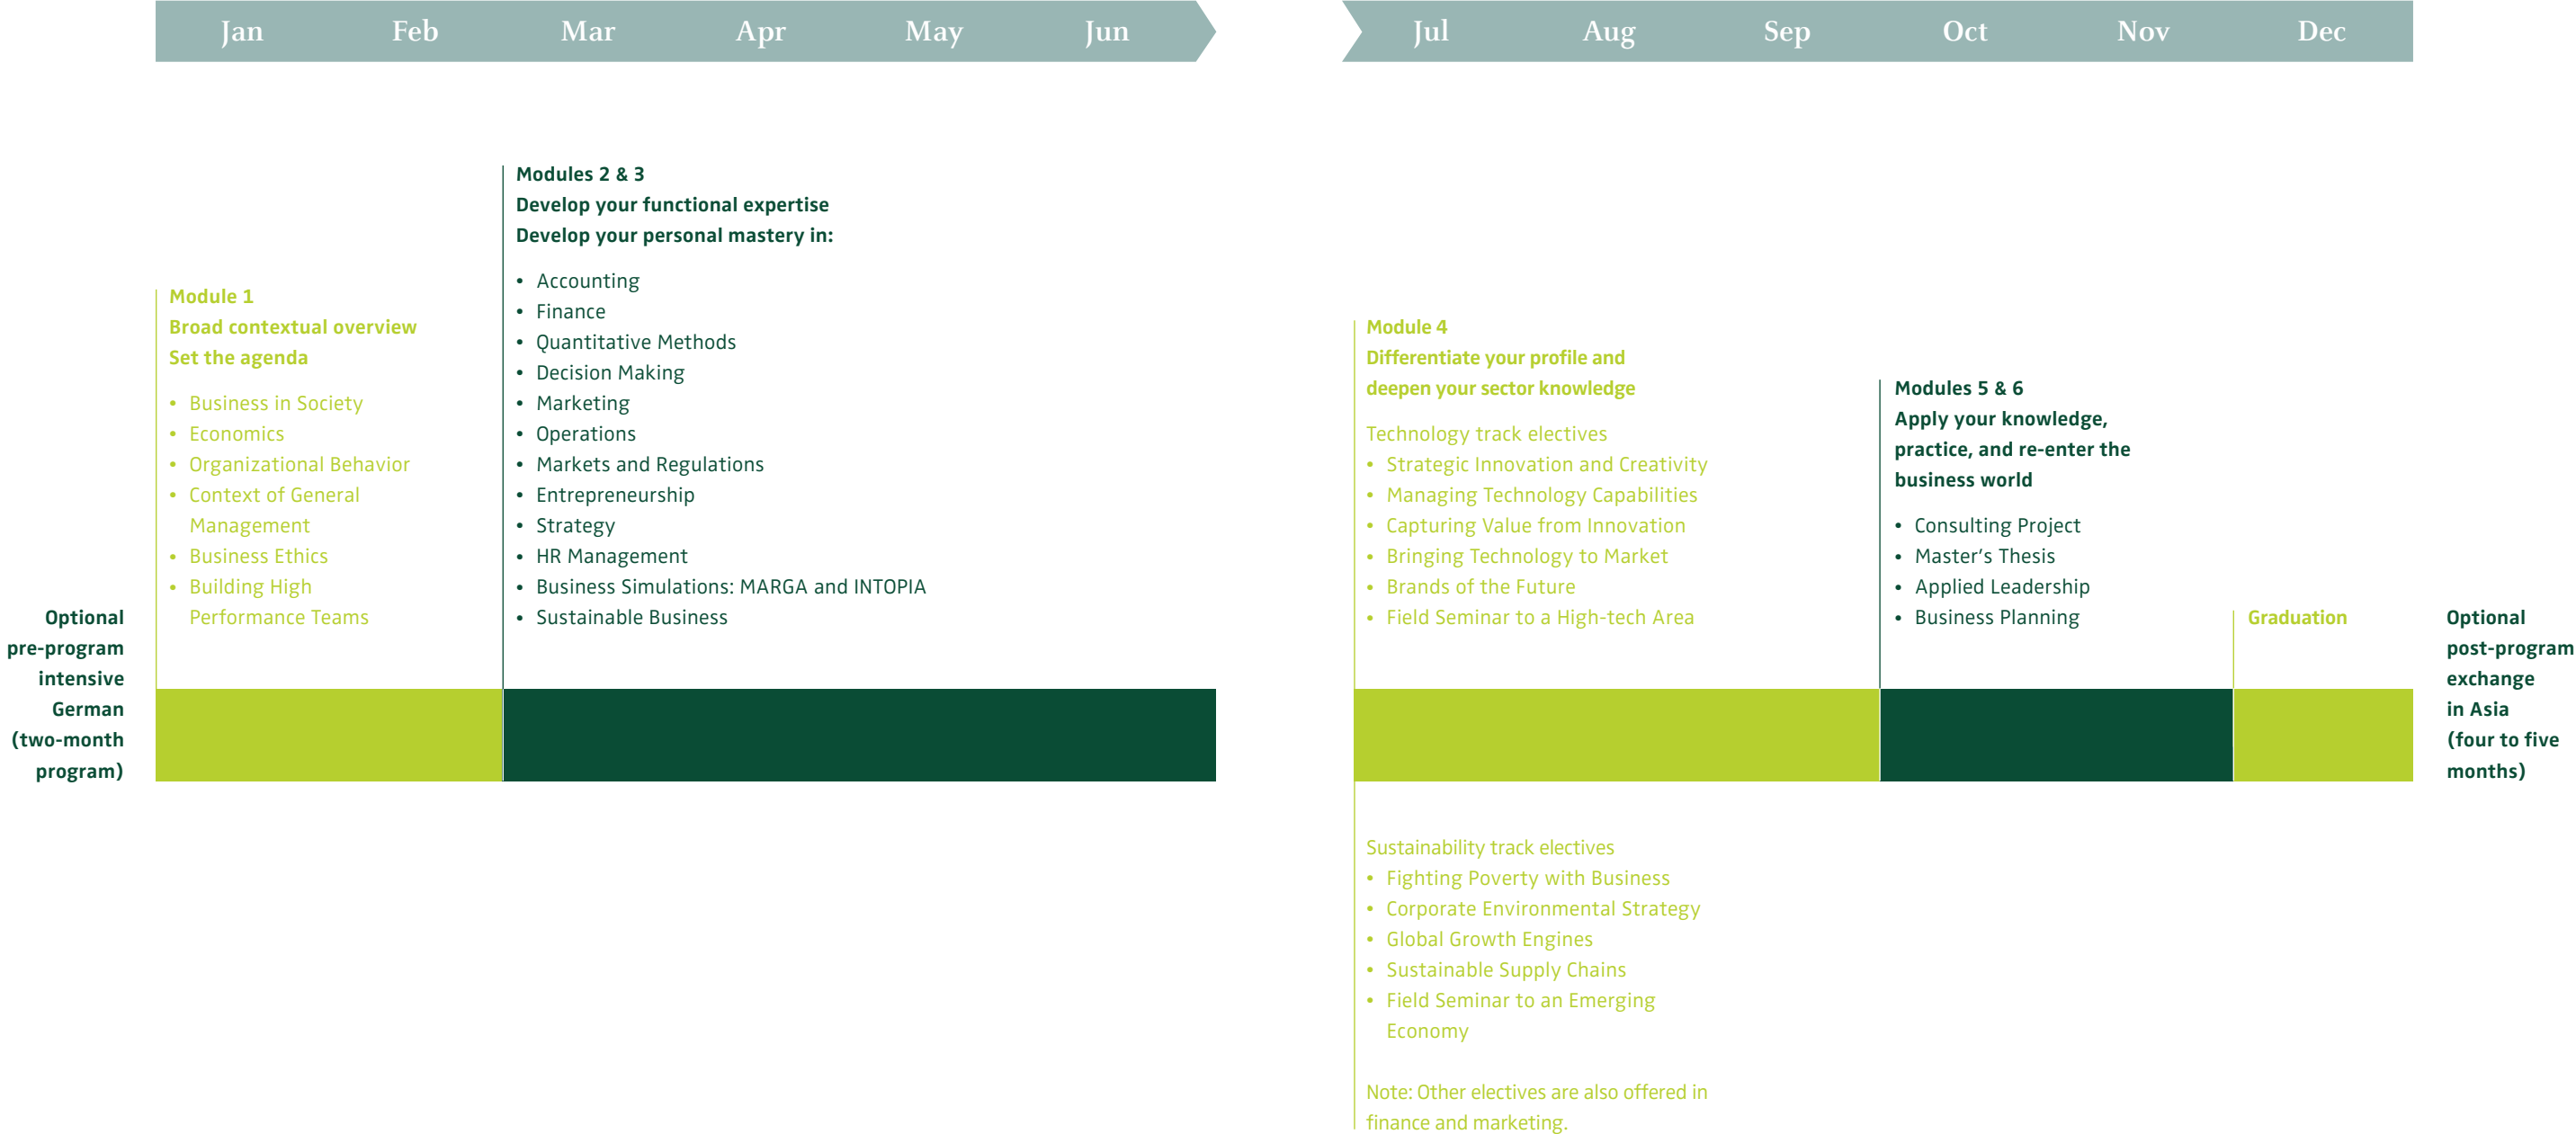 Jan Feb Mar Apr May Jun Jul Aug Sep Oct Nov Dec
Optional
pre-program
intensive
German
(two-month
program)
Module 1
Broad contextual overview
Set the agenda
• Business in Society
• Economics
• Organizational Behavior
• Context of General
Management
• Business Ethics
• Building High
Performance Teams
Modules 2 & 3
Develop your functional expertise
Develop your personal mastery in:
• Accounting
• Finance
• Quantitative Methods
• Decision Making
• Marketing
• Operations
• Markets and Regulations
• Entrepreneurship
• Strategy
• HR Management
• Business Simulations: MARGA and INTOPIA
• Sustainable Business
Module 4
Differentiate your profile and
deepen your sector knowledge
Technology track electives
• Strategic Innovation and Creativity
• Managing Technology Capabilities
• Capturing Value from Innovation
• Bringing Technology to Market
• Brands of the Future
• Field Seminar to a High-tech Area
Sustainability track electives
• Fighting Poverty with Business
• Corporate Environmental Strategy
• Global Growth Engines
• Sustainable Supply Chains
• Field Seminar to an Emerging
Economy
Note: Other electives are also offered in
finance and marketing.
Modules 5 & 6
Apply your knowledge,
practice, and re-enter the
business world
• Consulting Project
• Master's Thesis
• Applied Leadership
• Business Planning
Graduation
Optional
post-program
exchange
in Asia
(four to five
months)